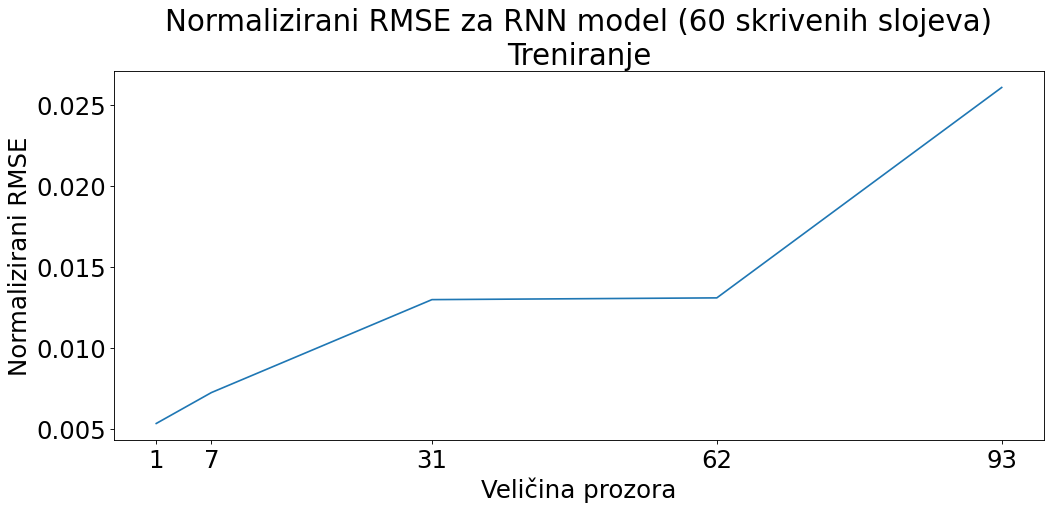 Normalizirani RMSE za RNN model (60 skrivenih slojeva)
Treniranje
Normalizirani RMSE
0.025
0.020
0.015
0.010
0.005
1 7 31 62 93
Veličina prozora